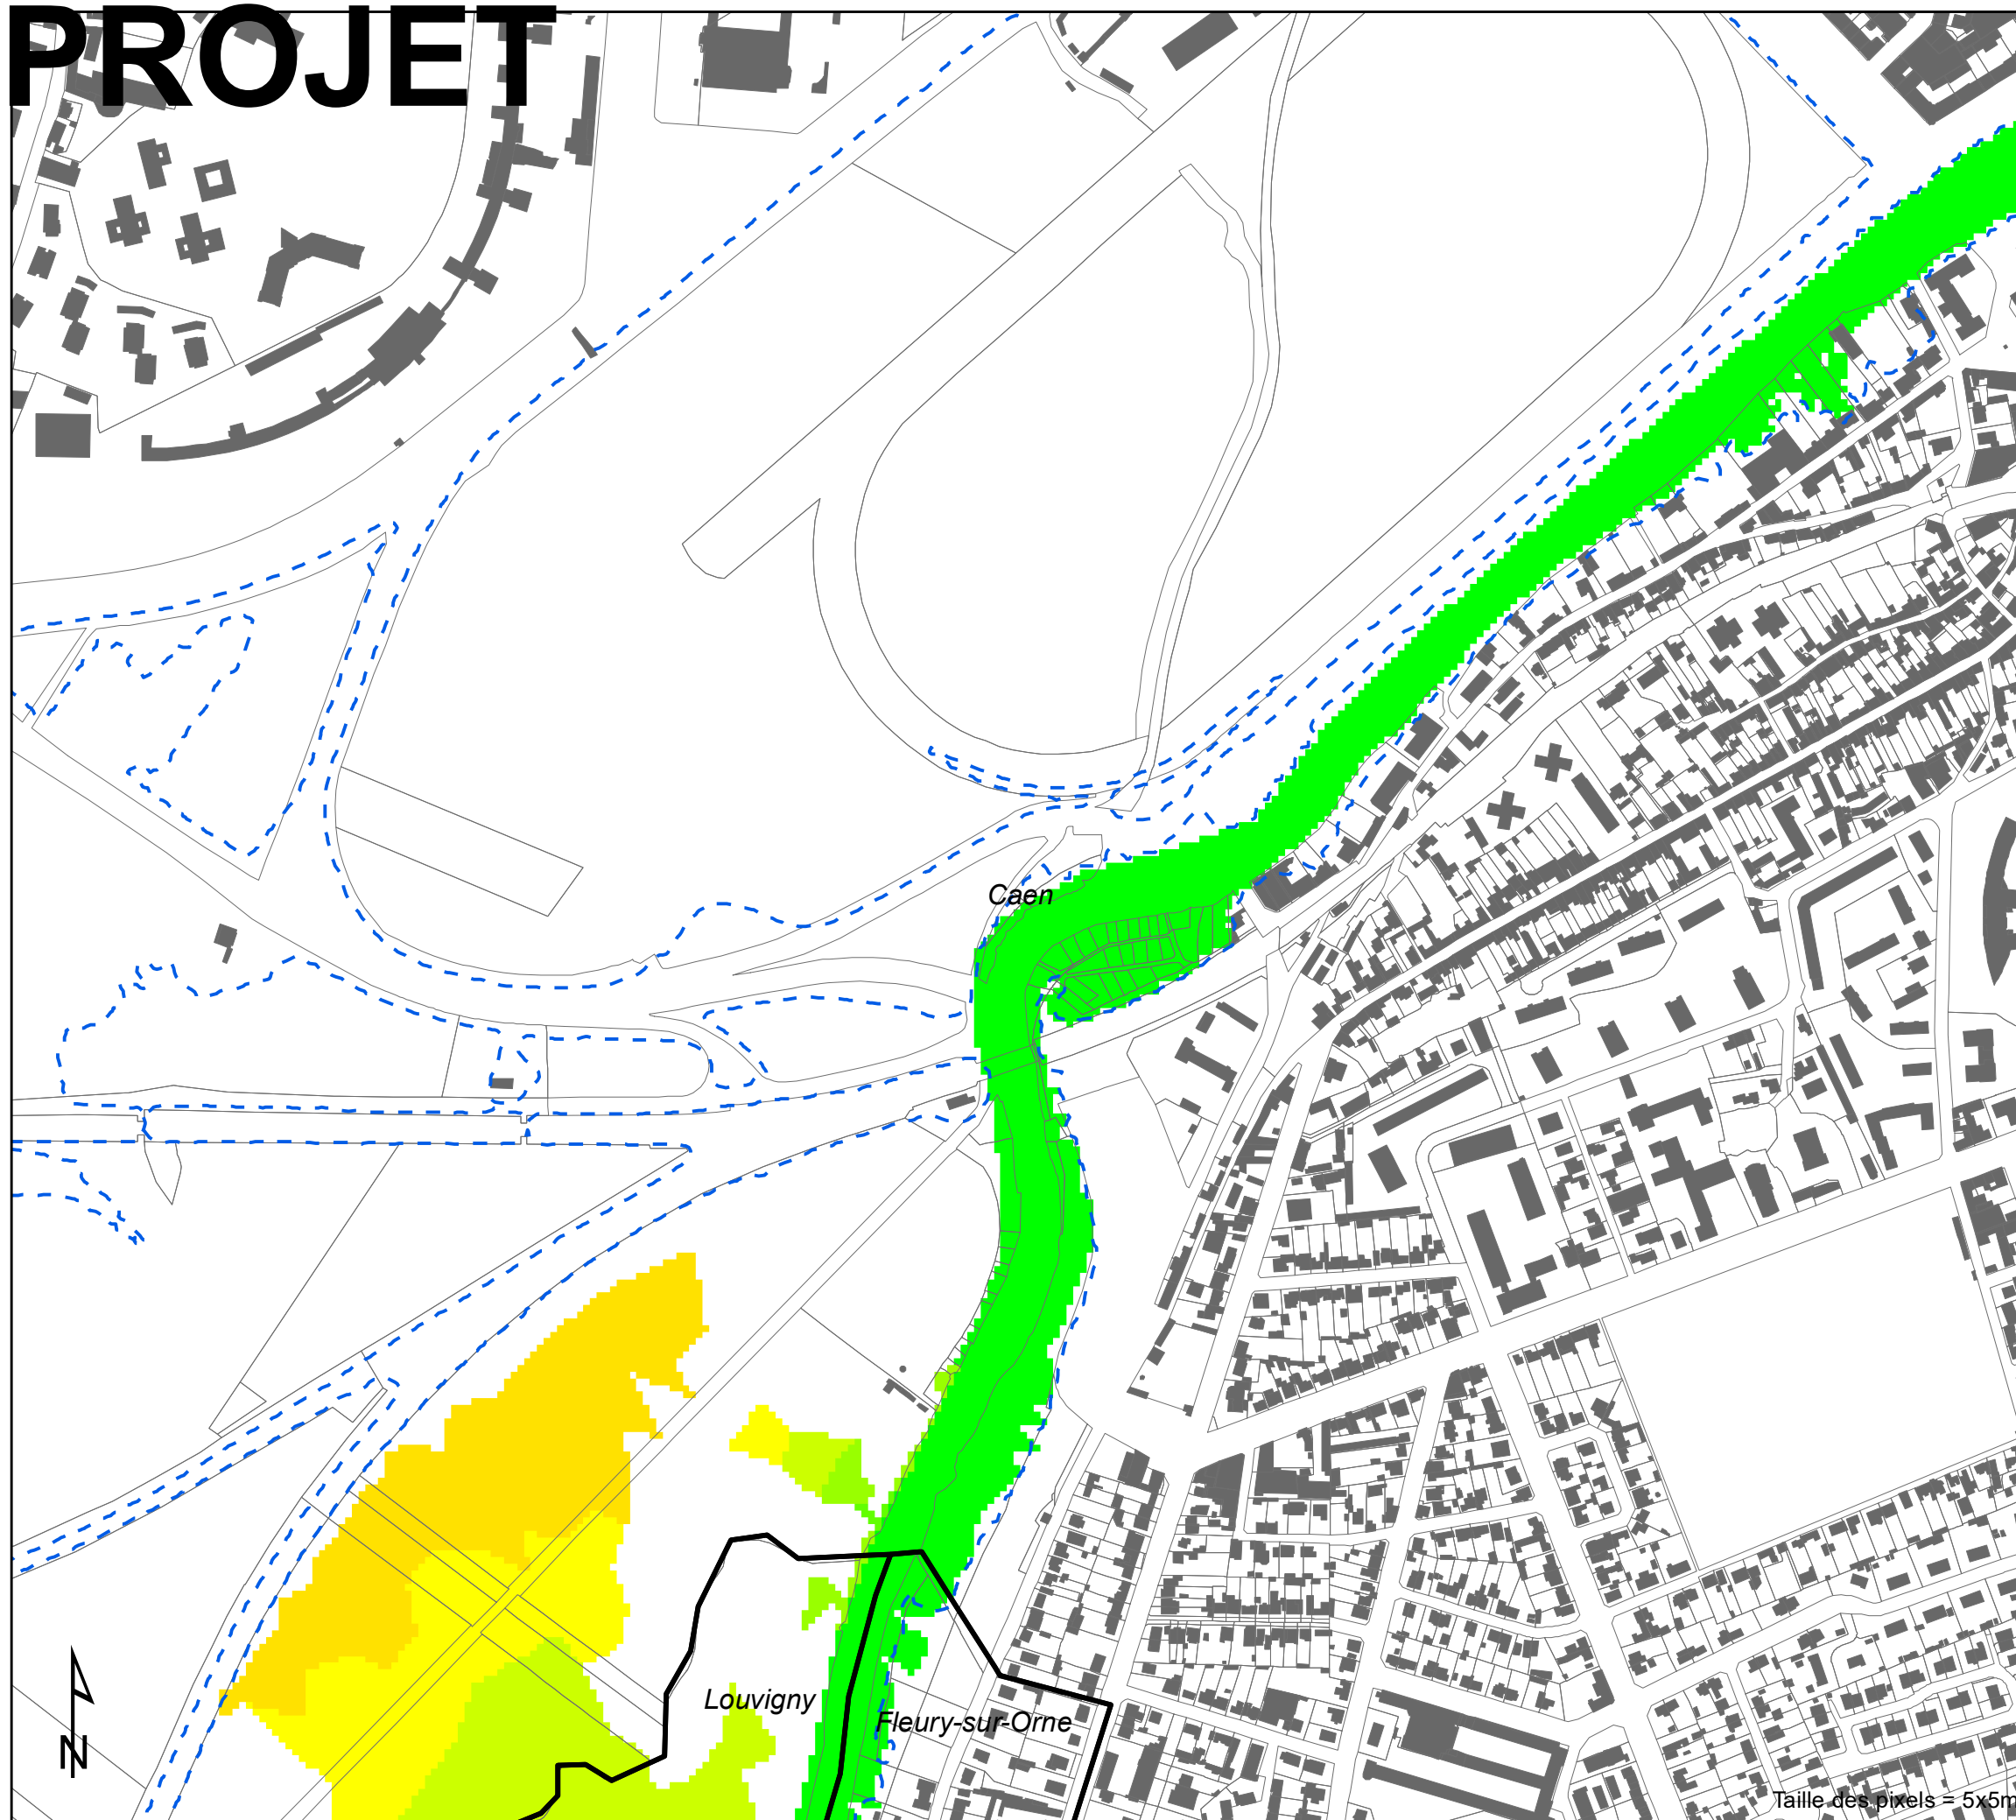 PROJET
Caen
Louvigny
Fleury-sur-Orne
N
Taille des pixels = 5x5m